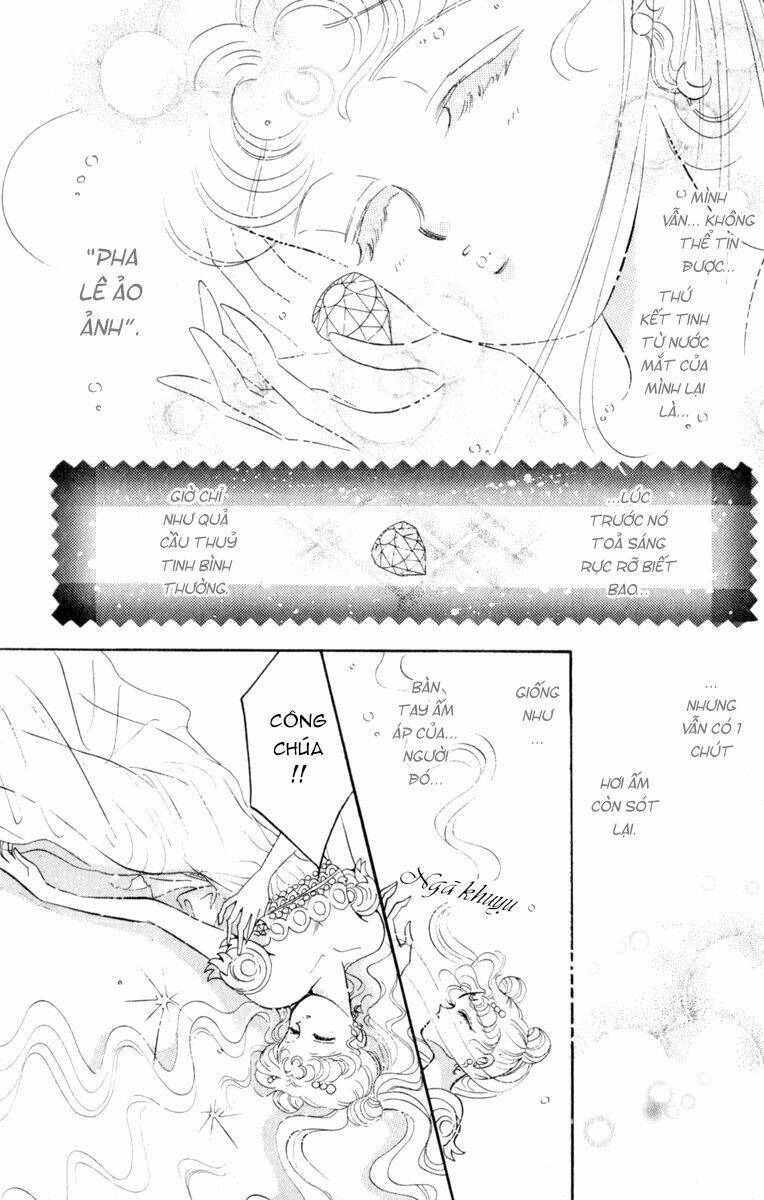 MÌNH
VẪN... KHÔNG
THỂ TIN
ĐƯỢC...
THỨ
KẾT TINH
TỪ NƯỚC
MẮT CỦA
MÌNH LẠI
LÀ...
"PHA
LÊ ẢO
ẢNH".
...LÚC
TRƯỚC NÓ
TOẢ SÁNG
RỰC RỠ BIẾT
BAO...
GIỜ CHỈ
NHƯ QUẢ
CẦU THUỶ
TINH BÌNH
THƯỜNG.
...
NHƯNG
VẪN CÓ 1
CHÚT
HƠI ẤM
CÒN SÓT
LẠI.
GIỐNG
NHƯ
...
BÀN
TAY ẤM
ÁP CỦA...
NGƯỜI
ĐÓ...
Ngã khuỵu
CÔNG
CHÚA
!!